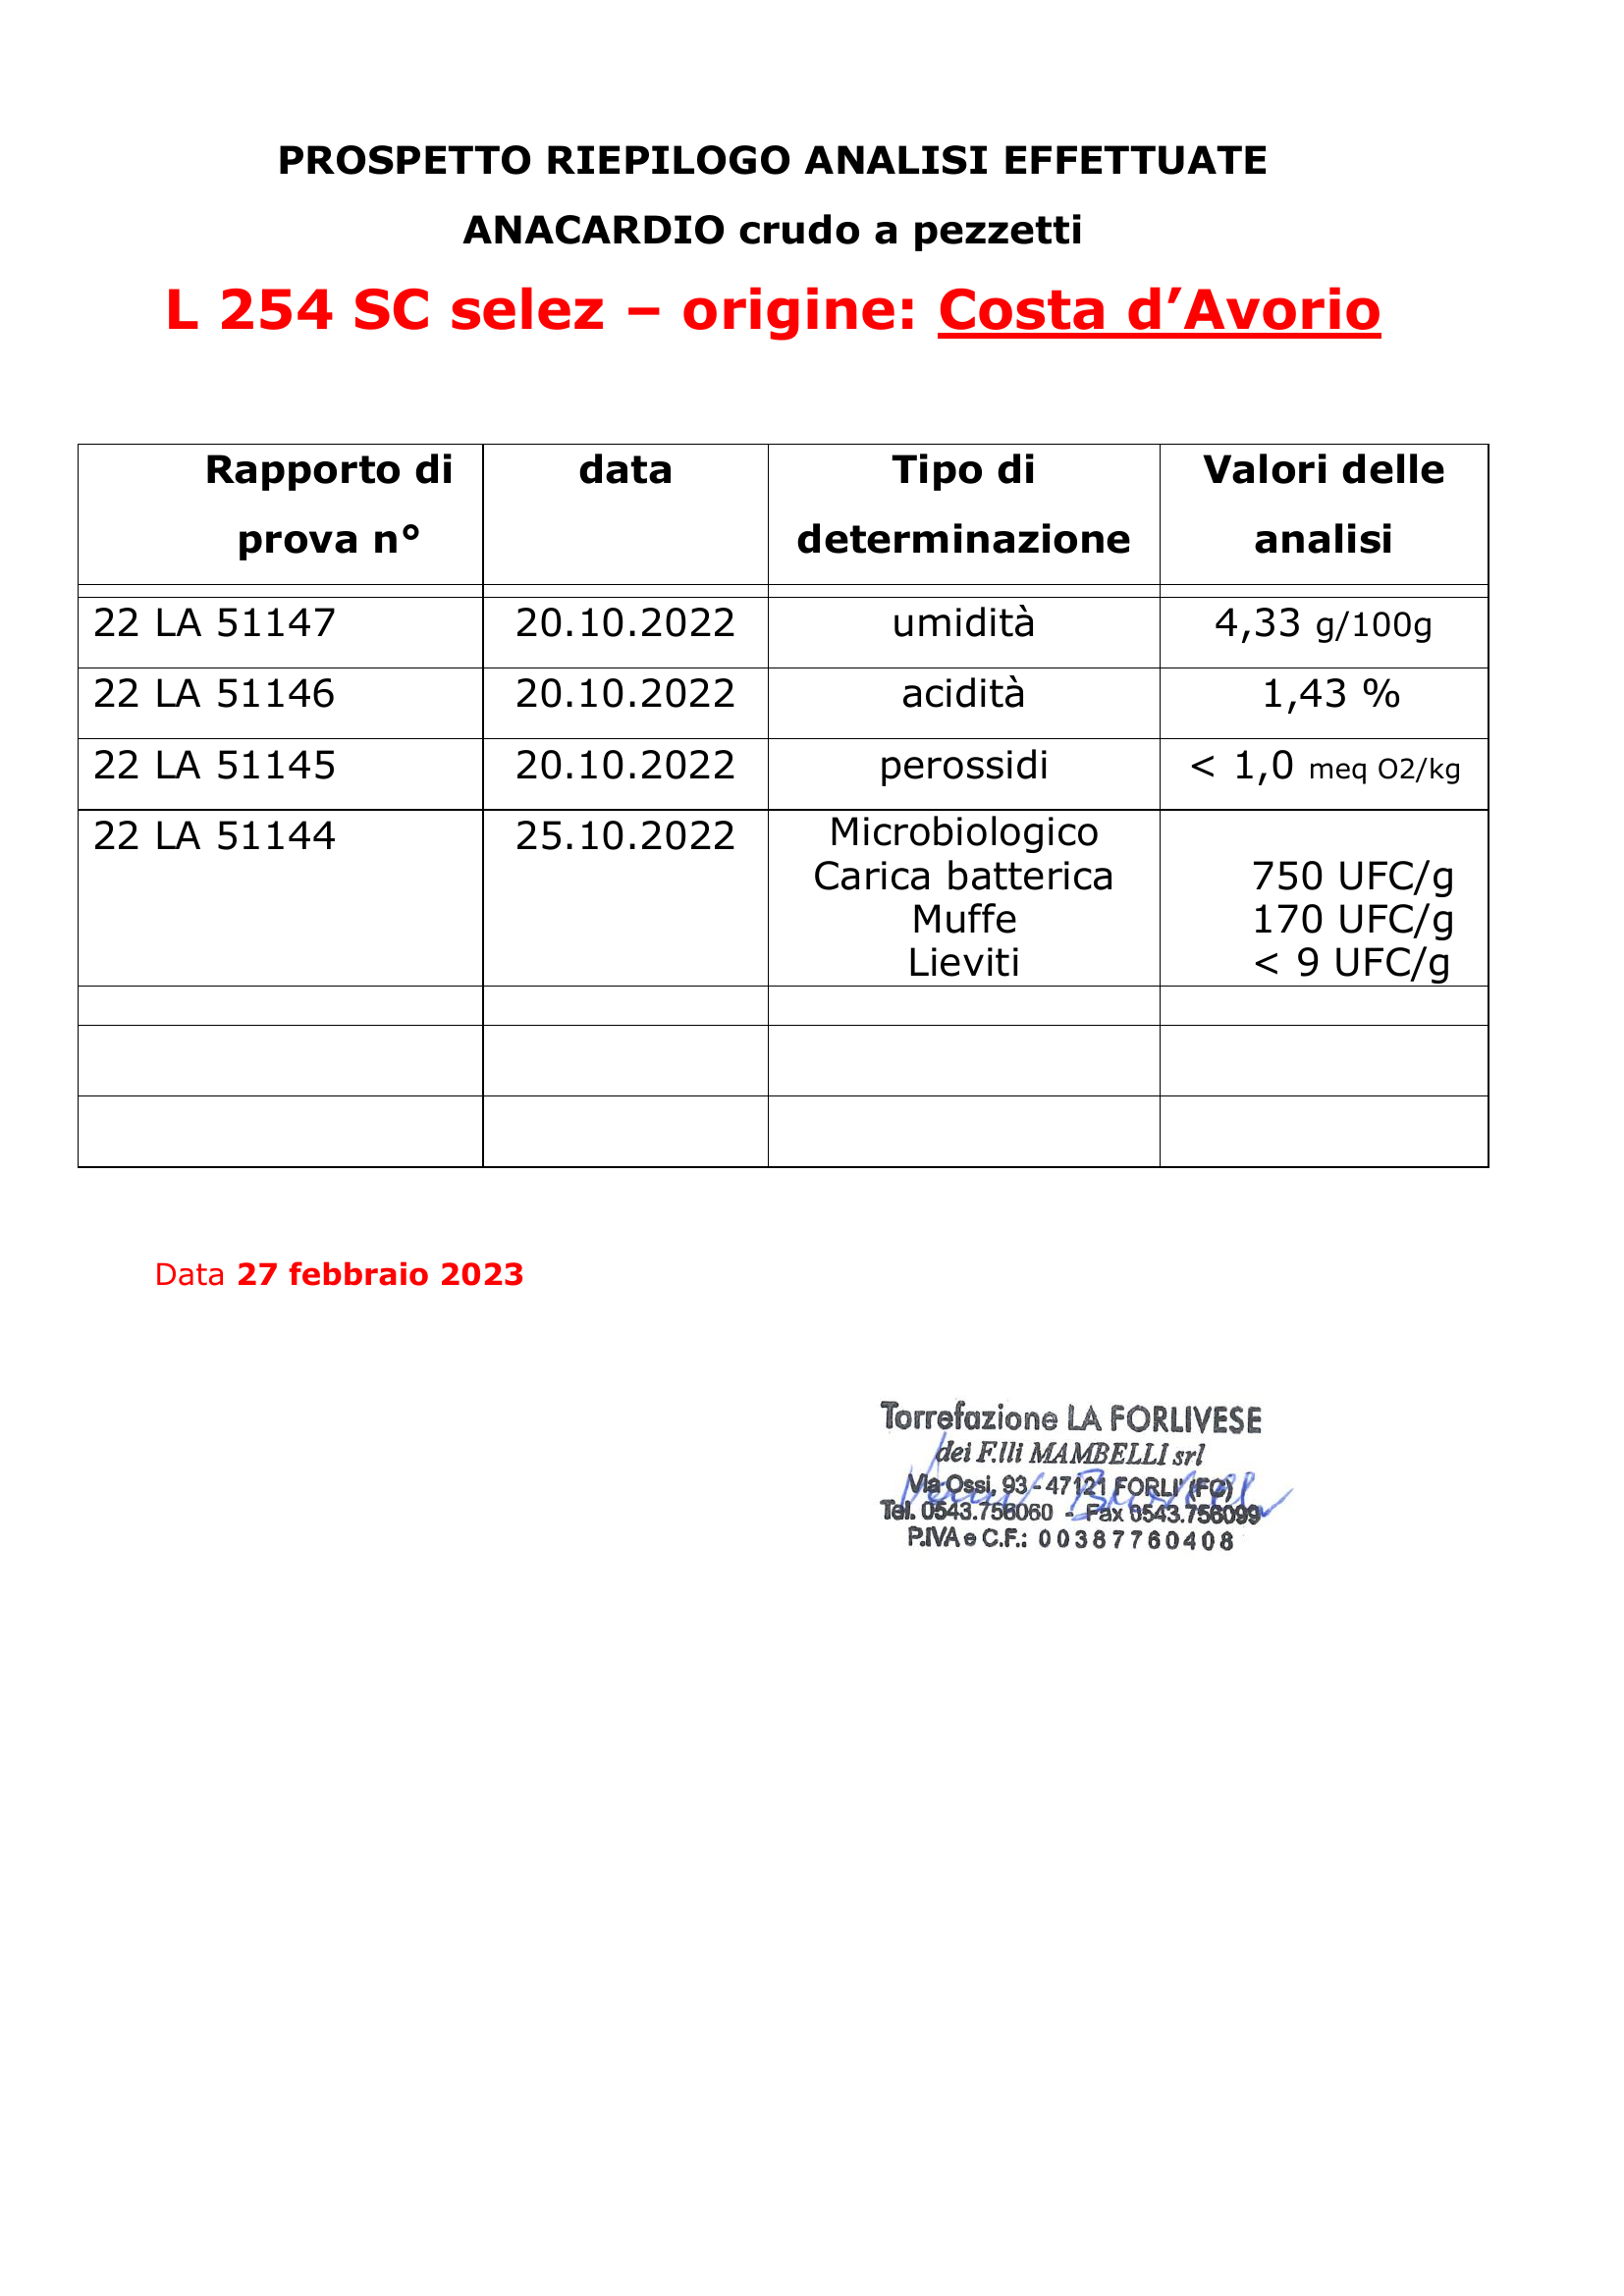 PROSPETTO RIEPILOGO ANALISI EFFETTUATE
ANACARDIO crudo a pezzetti
L 254 SC selez – origine: Costa d’Avorio
Rapporto di prova n° data Tipo di determinazione Valori delle analisi
22 LA 51147 20.10.2022 umidità 4,33 g/100g
22 LA 51146 20.10.2022 acidità 1,43 %
22 LA 51145 20.10.2022 perossidi < 1,0 meq O2/kg
22 LA 51144 25.10.2022 Microbiologico
Carica batterica 750 UFC/g
Muffe 170 UFC/g
Lieviti < 9 UFC/g
Data 27 febbraio 2023
Torrefazione LA FORLIVESE
dei F.lli MAMBELLI srl
Via Ossi, 93 - 47121 FORLI' (FC)
Tel. 0543.756060 - Fax 0543.756099
P.IVA e C.F.: 00387760408